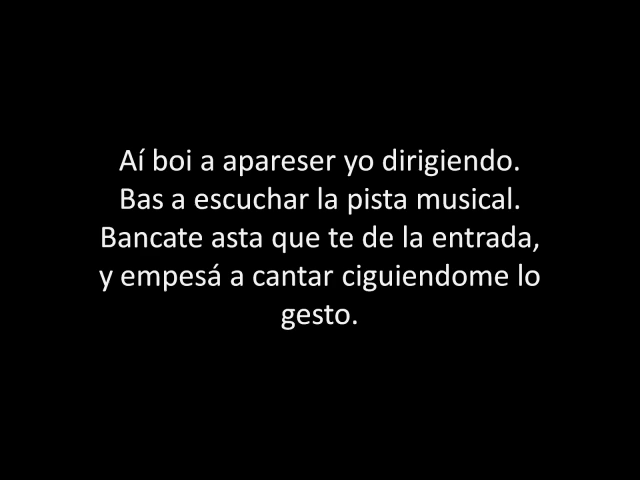 Aí boi a apareser yo dirigiendo.
Bas a escuchar la pista musical.
Bancate asta que te de la entrada,
y empesá a cantar ciguiendome lo
gesto.